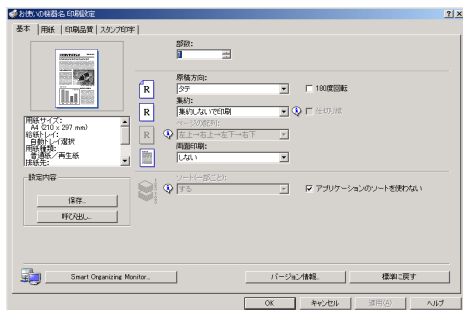 お使いの機器名 印刷設定
基本 用紙 印刷品質 スタンプ印字
部数:
1
原稿方向:
タテ
180度回転
集約:
集約しないで印刷
仕切り紙
ページの配列:
左上→右上→左下→右下
両面印刷:
しない
用紙サイズ:
A4 (210 x 297 mm)
給紙トレイ:
自動トレイ選択
用紙種類:
普通紙/再生紙
排紙先:
設定内容
保存...
呼び出し...
ソート(一部ごと):
する
アプリケーションのソートを使わない
Smart Organizing Monitor...
バージョン情報...
標準に戻す
OK キャンセル 適用(A) ヘルプ